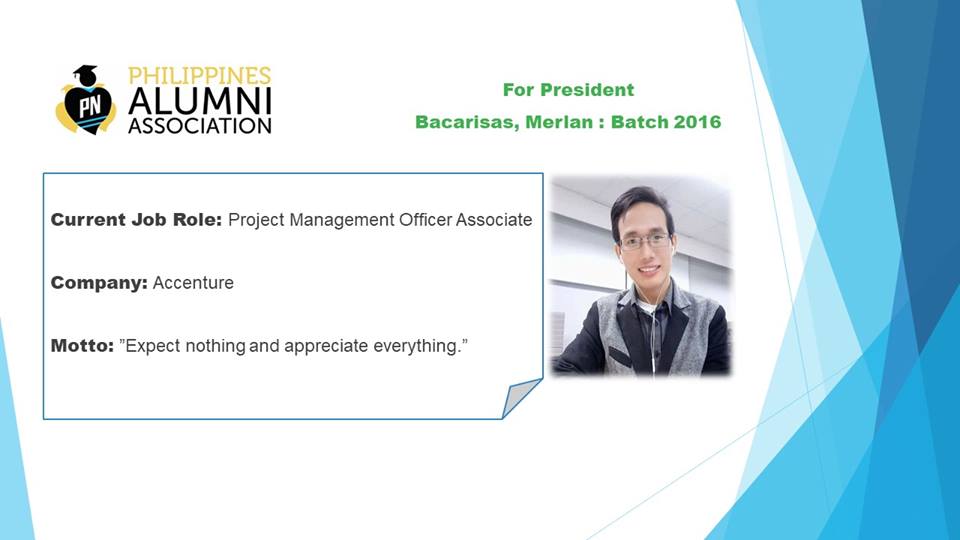 PHILIPPINES
ALUMNI
ASSOCIATION
PN
For President
Bacarisas, Merlan : Batch 2016
Current Job Role: Project Management Officer Associate
Company: Accenture
Motto: ”Expect nothing and appreciate everything.”